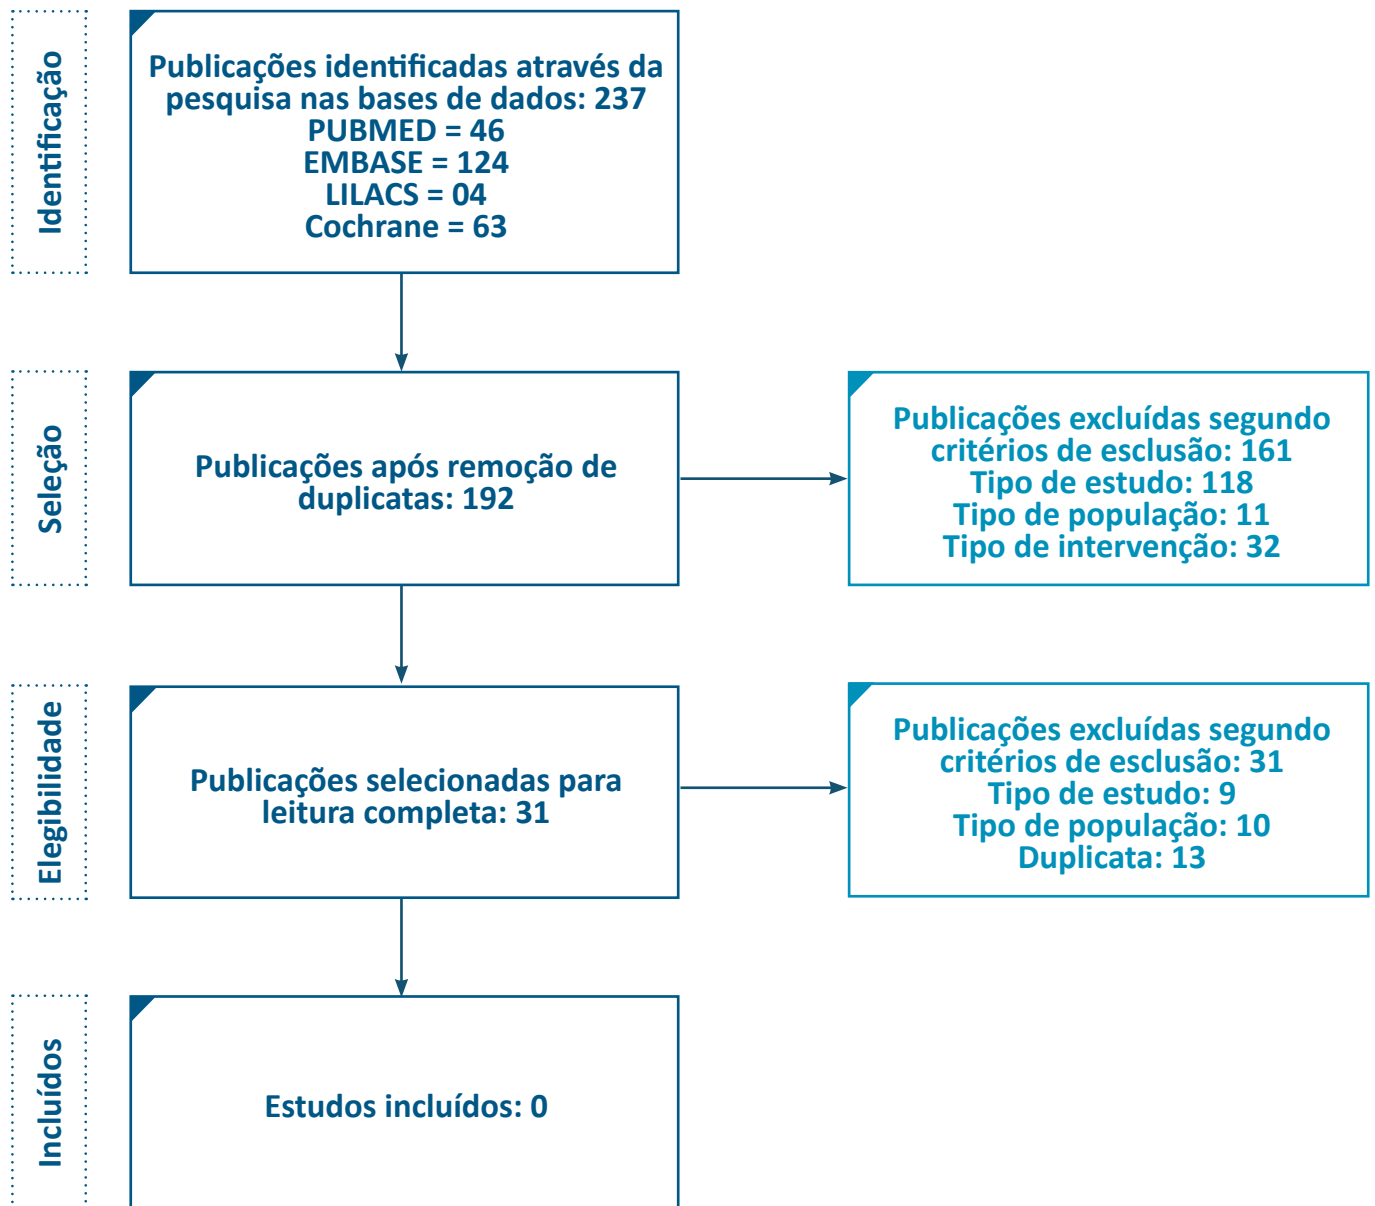 Identificação
Publicações identificadas através da
pesquisa nas bases de dados: 237
PUBMED = 46
EMBASE = 124
LILACS = 04
Cochrane = 63
Seleção
Publicações após remoção de
duplicatas: 192
Publicações excluídas segundo
critérios de esclusão: 161
Tipo de estudo: 118
Tipo de população: 11
Tipo de intervenção: 32
Elegibilidade
Publicações selecionadas para
leitura completa: 31
Publicações excluídas segundo
critérios de esclusão: 31
Tipo de estudo: 9
Tipo de população: 10
Duplicata: 13
Incluídos
Estudos incluídos: 0